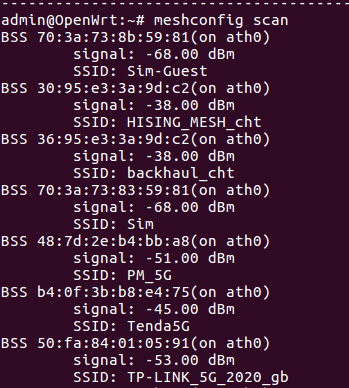 admin@OpenWrt:~# meshconfig scan
BSS 70:3a:73:8b:59:81(on ath0)
signal: -68.00 dBm
SSID: Sim-Guest
BSS 30:95:e3:3a:9d:c2(on ath0)
signal: -38.00 dBm
SSID: HISING_MESH_cht
BSS 36:95:e3:3a:9d:c2(on ath0)
signal: -38.00 dBm
SSID: backhaul_cht
BSS 70:3a:73:83:59:81(on ath0)
signal: -68.00 dBm
SSID: Sim
BSS 48:7d:2e:b4:bb:a8(on ath0)
signal: -51.00 dBm
SSID: PM_5G
BSS b4:0f:3b:b8:e4:75(on ath0)
signal: -45.00 dBm
SSID: Tenda5G
BSS 50:fa:84:01:05:91(on ath0)
signal: -53.00 dBm
SSID: TP-LINK_5G_2020_gb